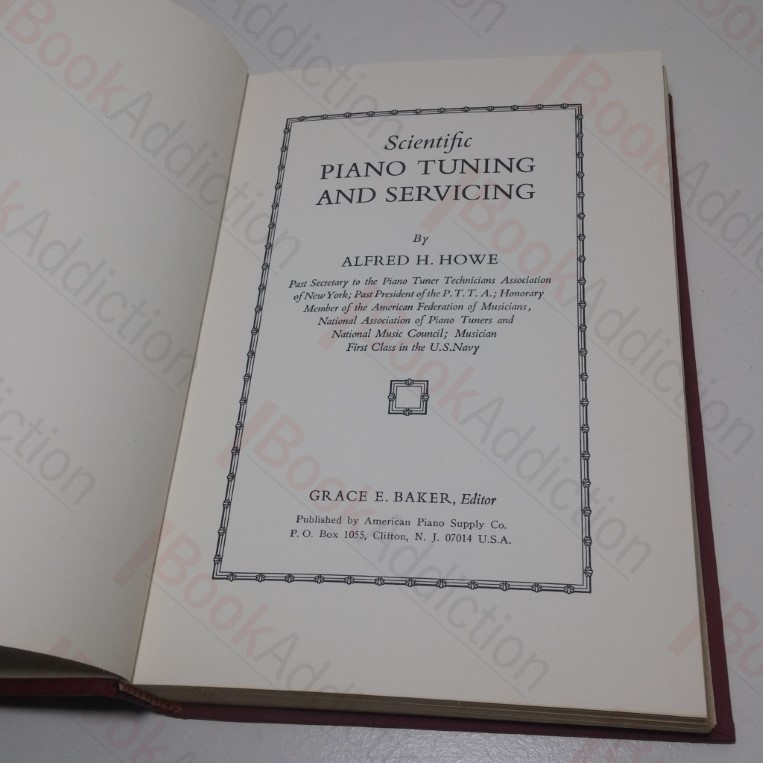 Scientific
PIANO TUNING
AND SERVICING
By
ALFRED H. HOWE
Past Secretary to the Piano Tuner Technicians Association
of New York; Past President of the P. T. T. A.; Honorary
Member of the American Federation of Musicians,
National Association of Piano Tuners and
National Music Council; Musician
First Class in the U.S.Navy
GRACE E. BAKER, Editor
Published by American Piano Supply Co.
P. O. Box 1055, Clifton, N. J. 07014 U.S.A.
BookAddiction